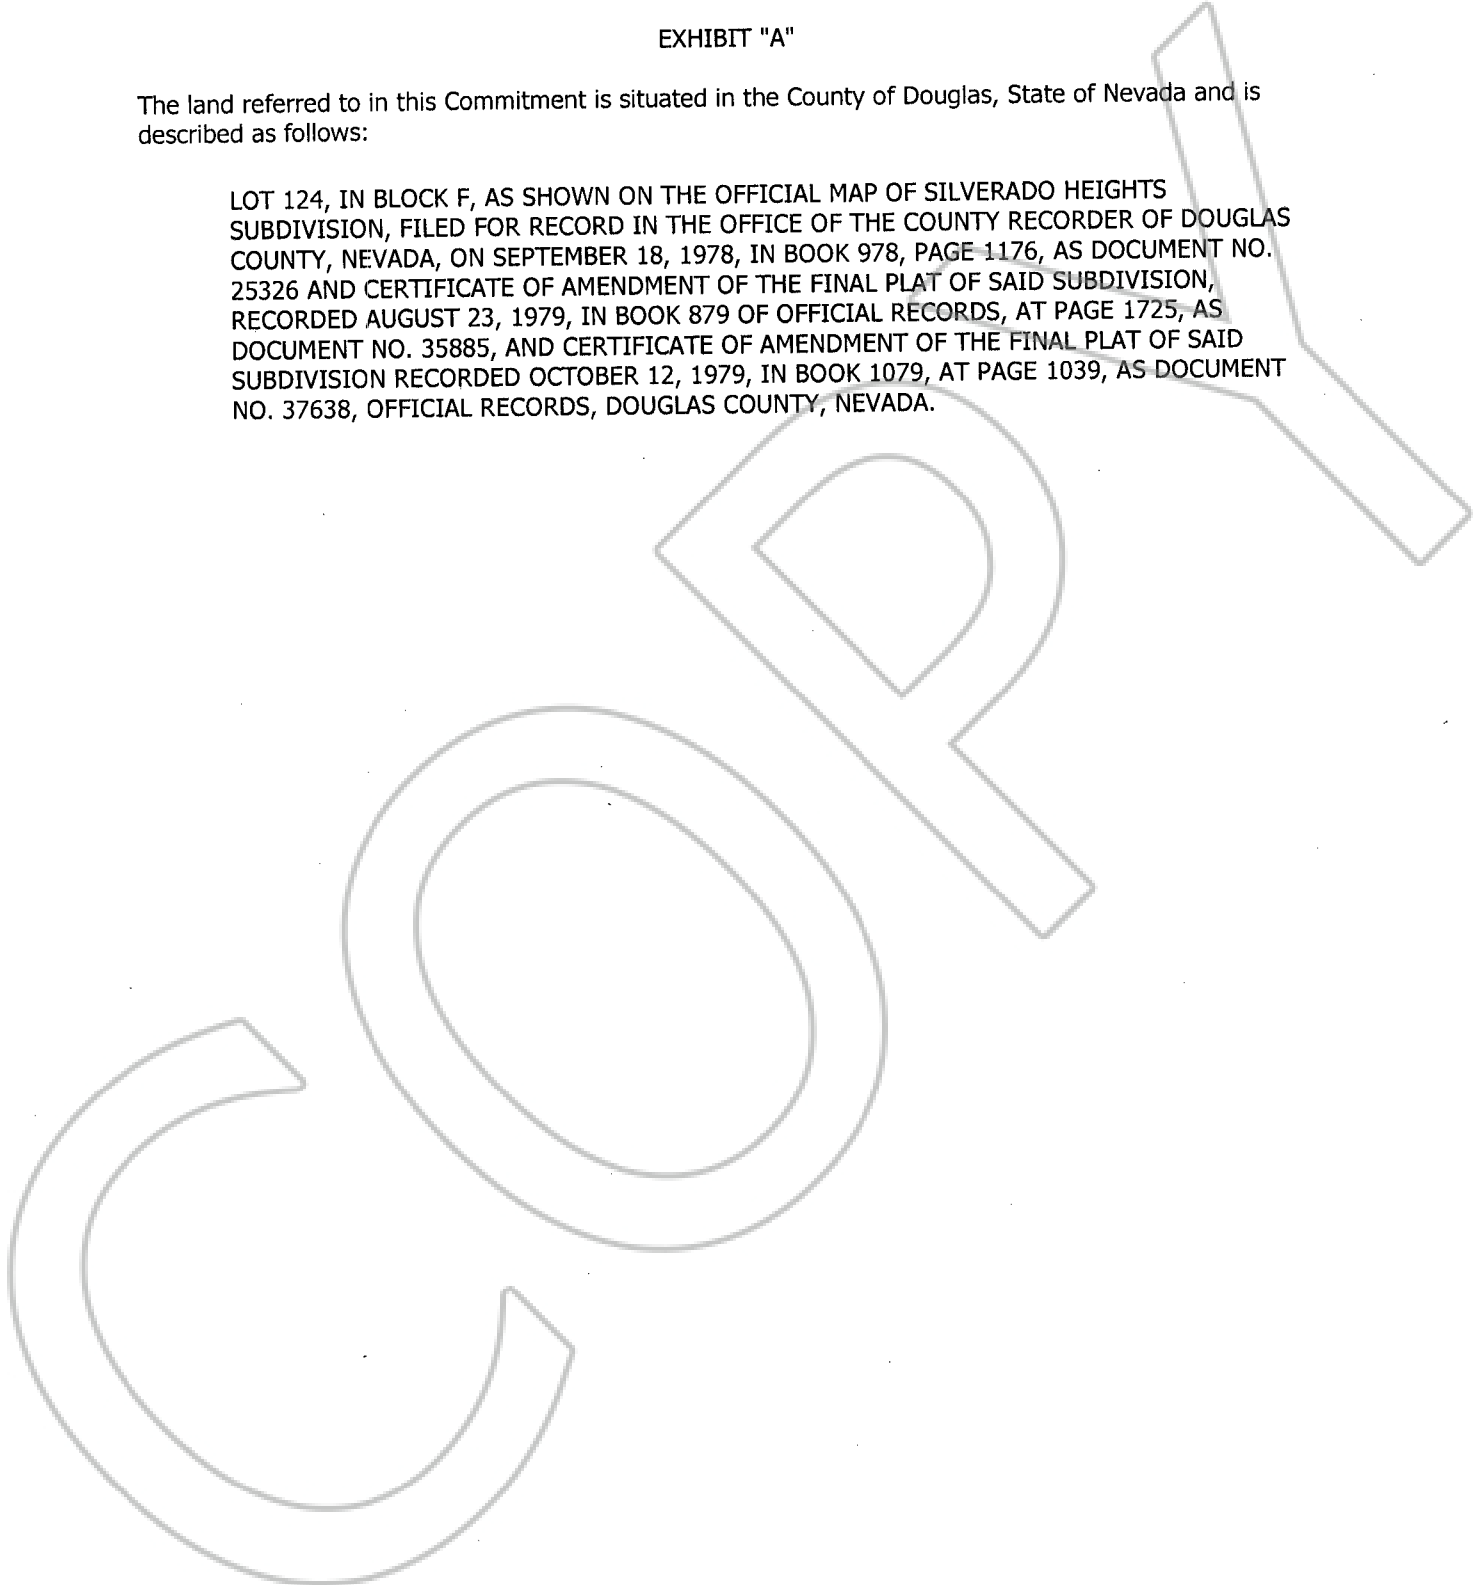 EXHIBIT "A"
The land referred to in this Commitment is situated in the County of Douglas, State of Nevada and is
described as follows:
LOT 124, IN BLOCK F, AS SHOWN ON THE OFFICIAL MAP OF SILVERADO HEIGHTS
SUBDIVISION, FILED FOR RECORD IN THE OFFICE OF THE COUNTY RECORDER OF DOUGLAS
COUNTY, NEVADA, ON SEPTEMBER 18, 1978, IN BOOK 978, PAGE 1176, AS DOCUMENT NO.
25326 AND CERTIFICATE OF AMENDMENT OF THE FINAL PLAT OF SAID SUBDIVISION,
RECORDED AUGUST 23, 1979, IN BOOK 879 OF OFFICIAL RECORDS, AT PAGE 1725, AS
DOCUMENT NO. 35885, AND CERTIFICATE OF AMENDMENT OF THE FINAL PLAT OF SAID
SUBDIVISION RECORDED OCTOBER 12, 1979, IN BOOK 1079, AT PAGE 1039, AS DOCUMENT
NO. 37638, OFFICIAL RECORDS, DOUGLAS COUNTY, NEVADA.
COPY